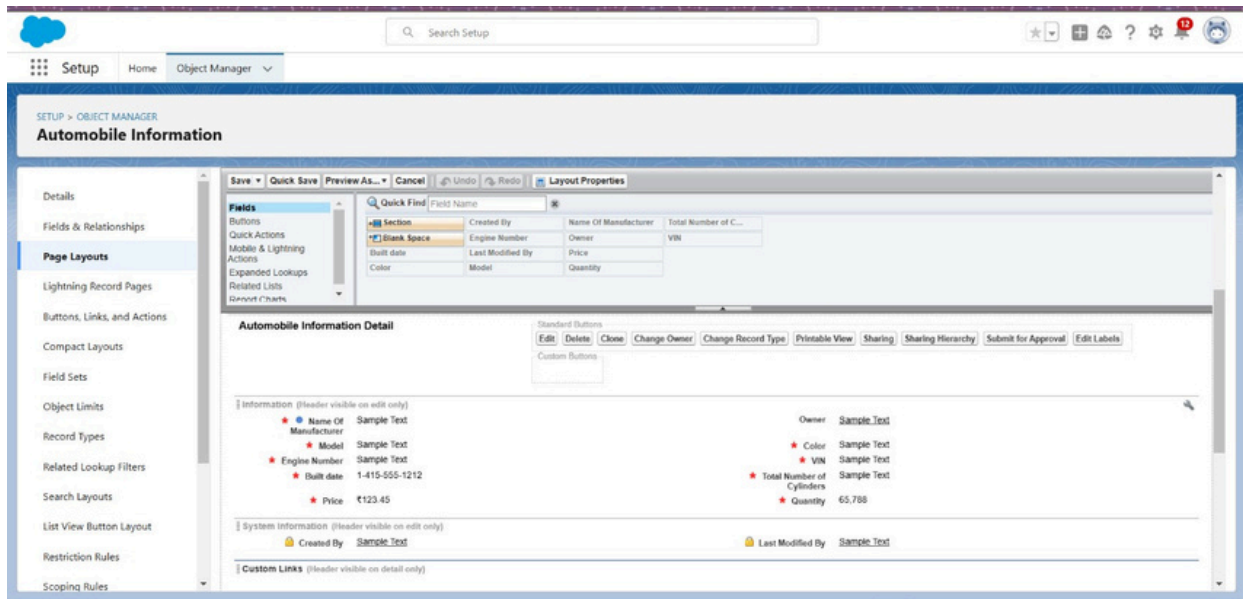 Search Setup
12
Setup Home Object Manager
SETUP > OBJECT MANAGER
Automobile Information
Details
Fields & Relationships
Page Layouts
Lightning Record Pages
Buttons, Links, and Actions
Compact Layouts
Field Sets
Object Limits
Record Types
Related Lookup Filters
Search Layouts
List View Button Layout
Restriction Rules
Scoping Rules
Save Quick Save Preview As... Cancel Undo Redo Layout Properties
Fields
Buttons
Quick Actions
Mobile & Lightning
Actions
Expanded Lookups
Related Lists
Report Charts
Quick Find Field Name
Section Created By Name Of Manufacturer Total Number of C...
Blank Space Engine Number Owner VIN
Built date Last Modified By Price
Color Model Quantity
Automobile Information Detail
Standard Buttons
Edit Delete Clone Change Owner Change Record Type Printable View Sharing Sharing Hierarchy Submit for Approval Edit Labels
Custom Buttons
Information (Header visible on edit only)
Name Of Manufacturer Sample Text Owner Sample Text
Model Sample Text Color Sample Text
Engine Number Sample Text VIN Sample Text
Built date 1-415-555-1212 Total Number of Cylinders Sample Text
Price ₹123.45 Quantity 65,788
System Information (Header visible on edit only)
Created By Sample Text Last Modified By Sample Text
Custom Links (Header visible on detail only)